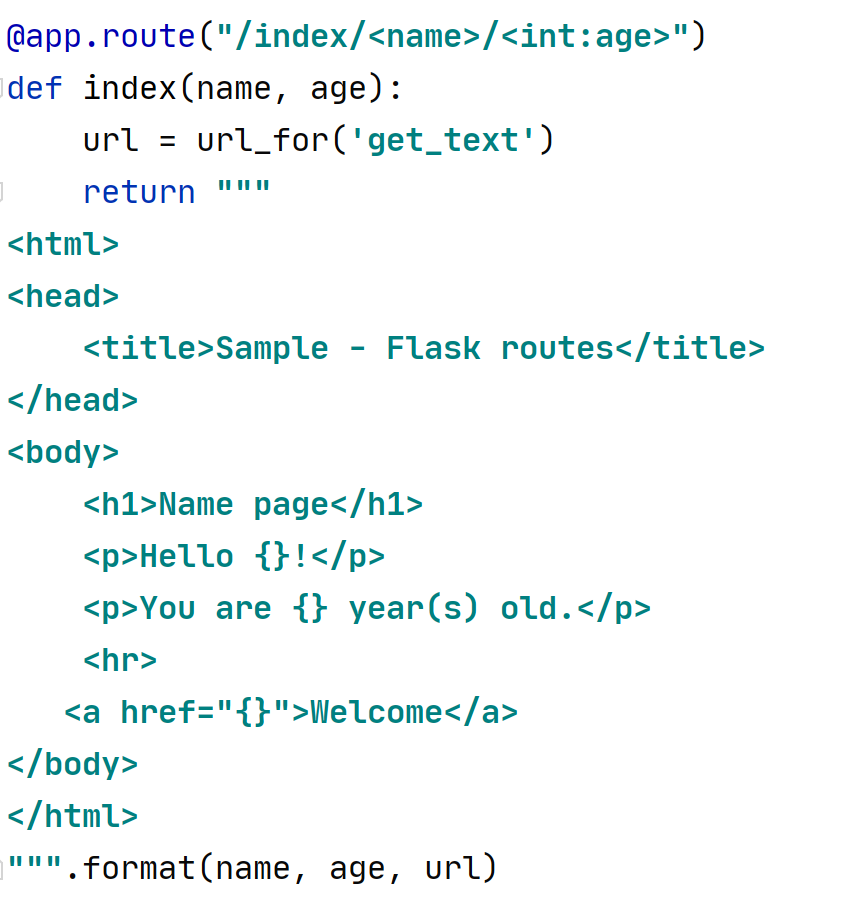 @app.route("/index/<name>/<int:age>")
def index(name, age):
    url = url_for('get_text')
    return """
<html>
<head>
    <title>Sample - Flask routes</title>
</head>
<body>
    <h1>Name page</h1>
    <p>Hello {}!</p>
    <p>You are {} year(s) old.</p>
    <hr>
   <a href="{}">Welcome</a>
</body>
</html>
""".format(name, age, url)